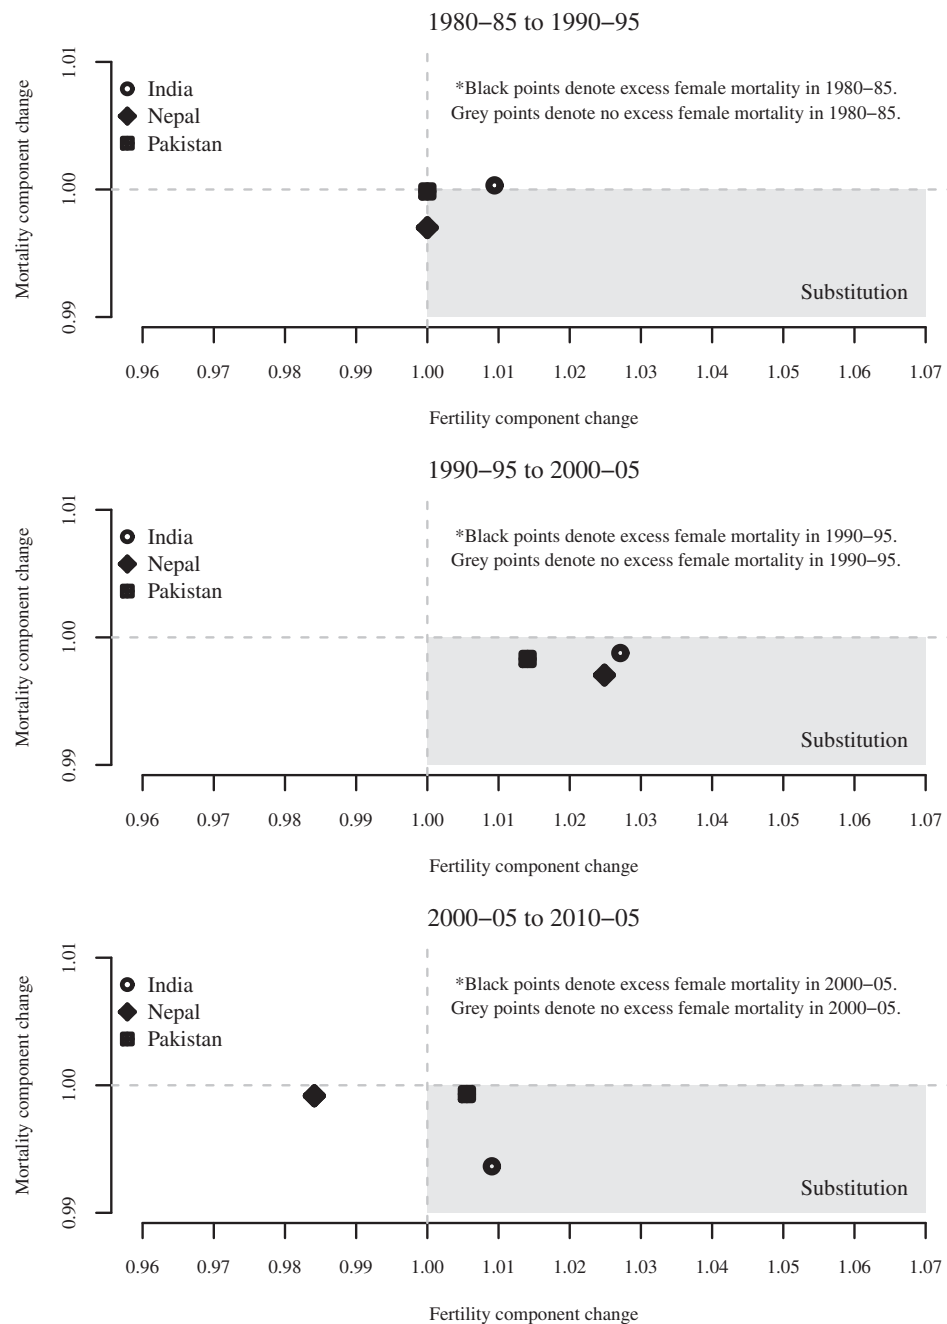 1980−85 to 1990−95
Mortality component change
1.01
1.00
0.99
India
Nepal
Pakistan
*Black points denote excess female mortality in 1980−85.
Grey points denote no excess female mortality in 1980−85.
Substitution
0.96 0.97 0.98 0.99 1.00 1.01 1.02 1.03 1.04 1.05 1.06 1.07
Fertility component change
1990−95 to 2000−05
Mortality component change
1.01
1.00
0.99
India
Nepal
Pakistan
*Black points denote excess female mortality in 1990−95.
Grey points denote no excess female mortality in 1990−95.
Substitution
0.96 0.97 0.98 0.99 1.00 1.01 1.02 1.03 1.04 1.05 1.06 1.07
Fertility component change
2000−05 to 2010−05
Mortality component change
1.01
1.00
0.99
India
Nepal
Pakistan
*Black points denote excess female mortality in 2000−05.
Grey points denote no excess female mortality in 2000−05.
Substitution
0.96 0.97 0.98 0.99 1.00 1.01 1.02 1.03 1.04 1.05 1.06 1.07
Fertility component change